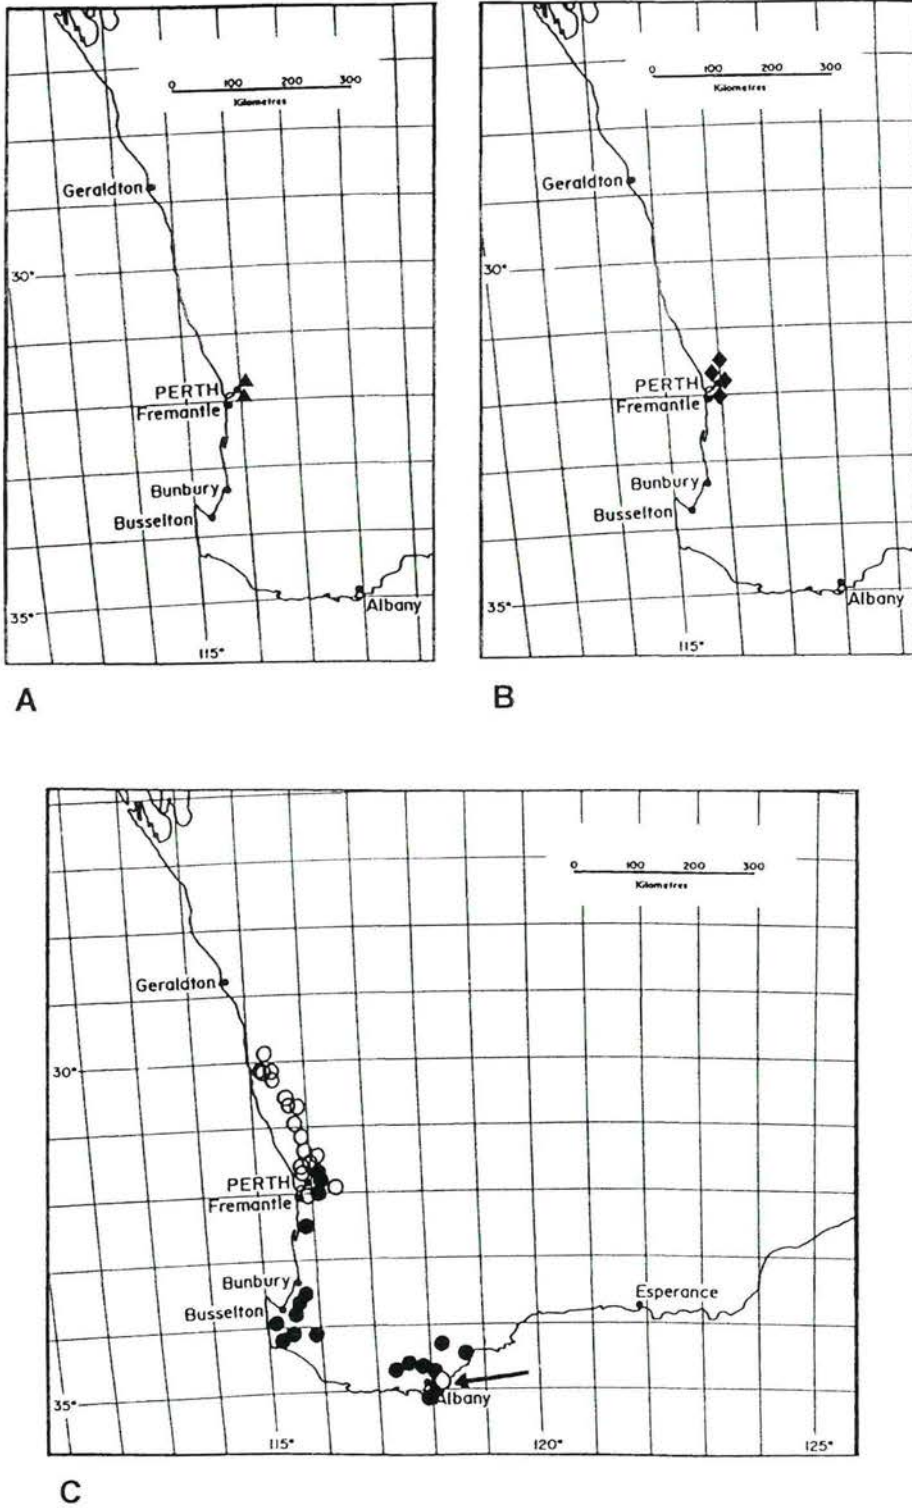 0 100 200 300
Kilometres
Geraldton
30°
PERTH
Fremantle
Bunbury
Busselton
Albany
35°
115°
A
0 100 200 300
Kilometres
Geraldton
30°
PERTH
Fremantle
Bunbury
Busselton
Albany
35°
115°
B
0 100 200 300
Kilometres
Geraldton
30°
PERTH
Fremantle
Bunbury
Esperance
Busselton
Albany
35°
115° 120° 125°
C